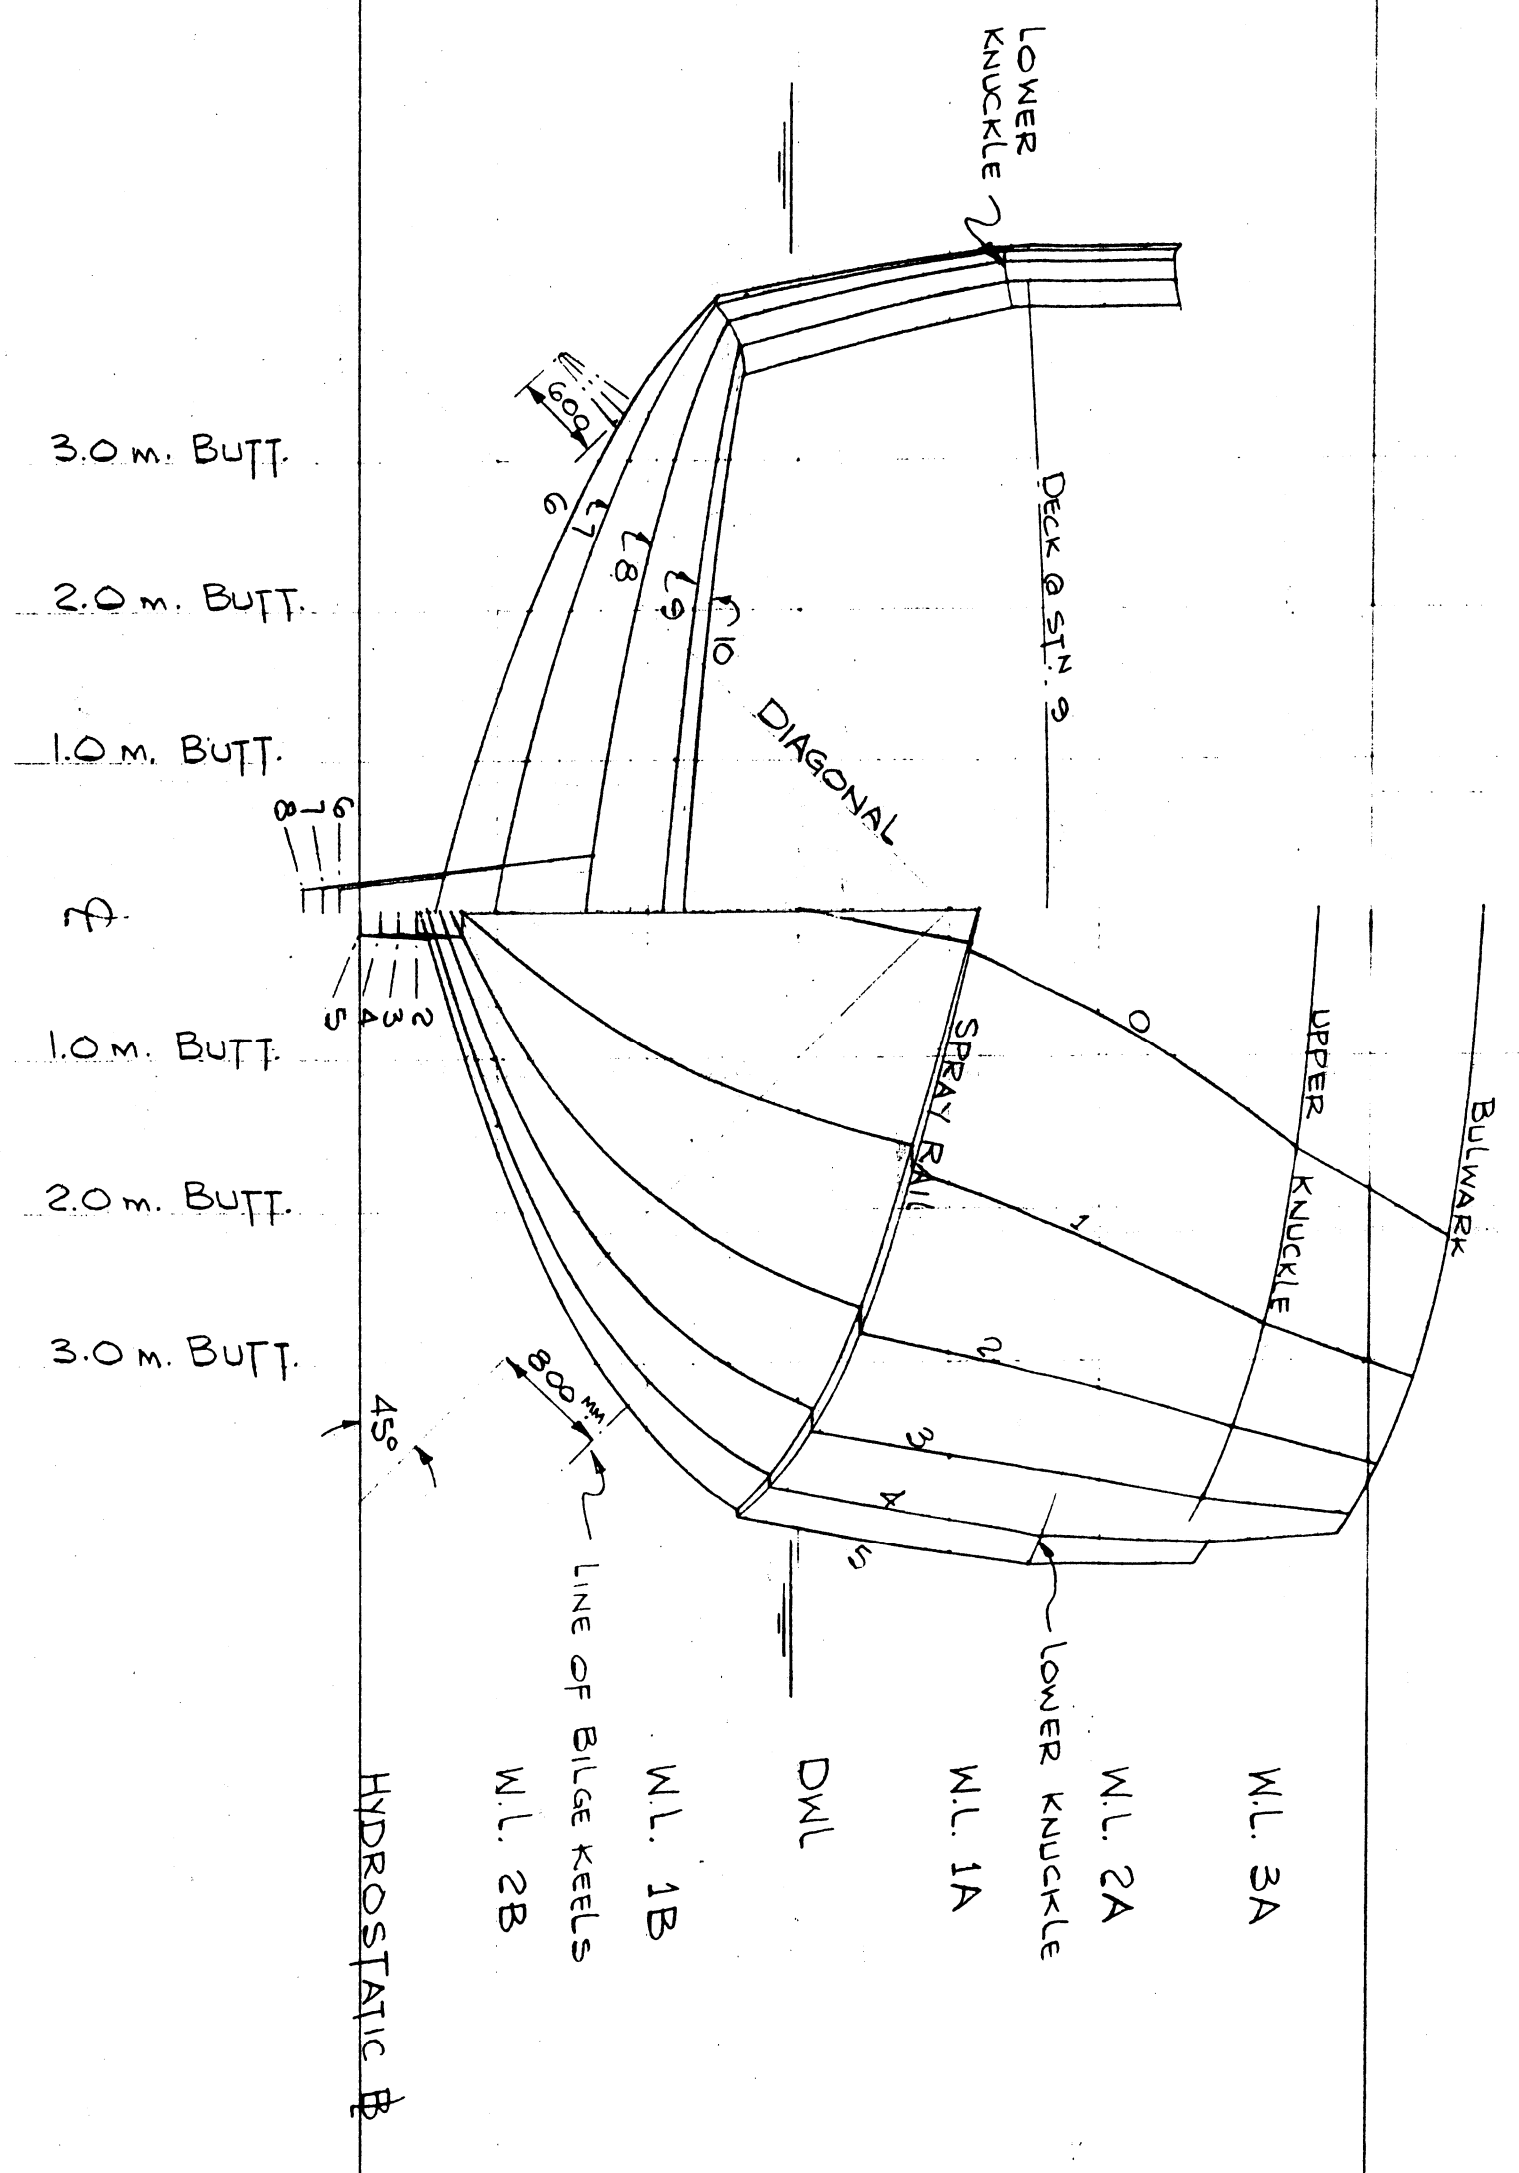 LOWER
KNUCKLE
3.0 m. BUTT.
2.0 m. BUTT.
1.0 m. BUTT.
1.0 m. BUTT.
2.0 m. BUTT.
3.0 m. BUTT.
600
6
7
8
9
10
DECK @ STN. 9
DIAGONAL
8 7 6
5 4 3 2
SPRAY RAIL
0
1
2
3
4
5
UPPER KNUCKLE
BULWARK
800 MM
45°
LINE OF BILGE KEELS
LOWER KNUCKLE
W.L. 3A
W.L. 2A
W.L. 1A
DWL
W.L. 1B
W.L. 2B
HYDROSTATIC